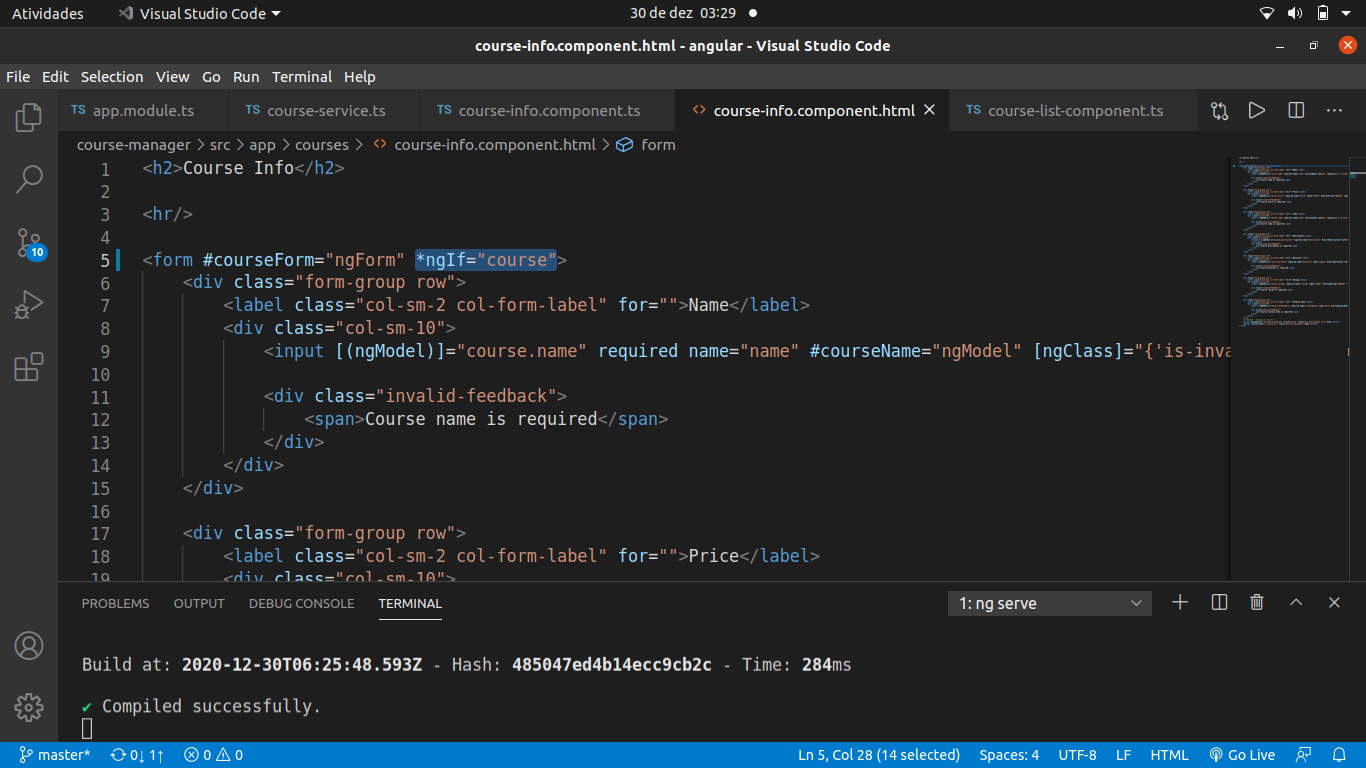 Atividades Visual Studio Code 30 de dez 03:29
course-info.component.html - angular - Visual Studio Code
File Edit Selection View Go Run Terminal Help
TS app.module.ts TS course-service.ts TS course-info.component.ts <> course-info.component.html TS course-list-component.ts
course-manager > src > app > courses > <> course-info.component.html > form
1 <h2>Course Info</h2>
2
3 <hr/>
4
5 <form #courseForm="ngForm" *ngIf="course">
6 <div class="form-group row">
7 <label class="col-sm-2 col-form-label" for="">Name</label>
8 <div class="col-sm-10">
9 <input [(ngModel)]="course.name" required name="name" #courseName="ngModel" [ngClass]="{'is-inva
10
11 <div class="invalid-feedback">
12 <span>Course name is required</span>
13 </div>
14 </div>
15 </div>
16
17 <div class="form-group row">
18 <label class="col-sm-2 col-form-label" for="">Price</label>
19 <div class="col-sm-10">
10
PROBLEMS OUTPUT DEBUG CONSOLE TERMINAL 1: ng serve
Build at: 2020-12-30T06:25:48.593Z - Hash: 485047ed4b14ecc9cb2c - Time: 284ms
✔ Compiled successfully.
master* 0↓ 1↑ 0 0 Ln 5, Col 28 (14 selected) Spaces: 4 UTF-8 LF HTML Go Live